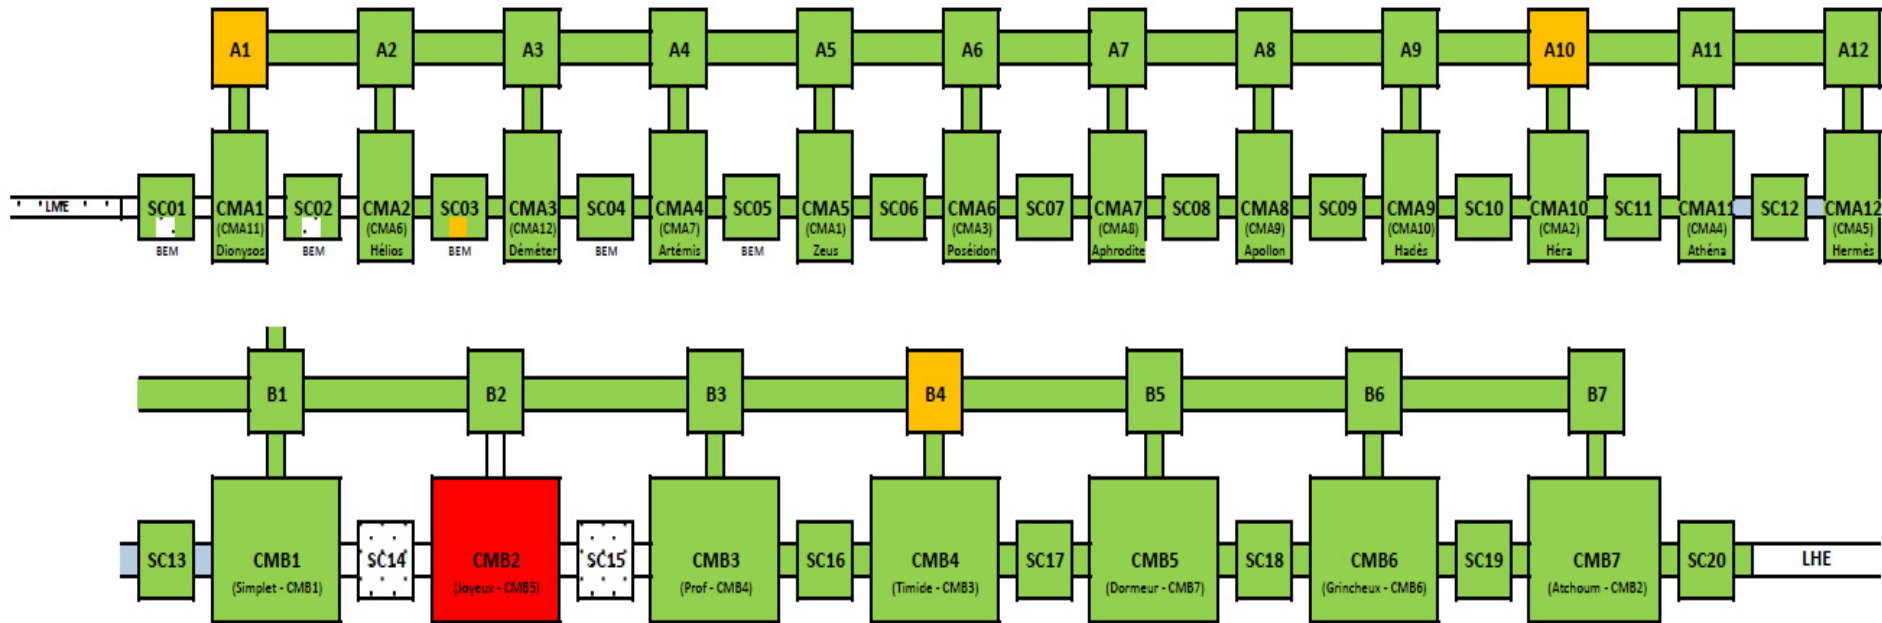 A1 A2 A3 A4 A5 A6 A7 A8 A9 A10 A11 A12
LME SC01 CMA1 SC02 CMA2 SC03 CMA3 SC04 CMA4 SC05 CMA5 SC06 CMA6 SC07 CMA7 SC08 CMA8 SC09 CMA9 SC10 CMA10 SC11 CMA11 SC12 CMA12
(CMA11) (CMA6) (CMA12) (CMA7) (CMA1) (CMA3) (CMA8) (CMA9) (CMA10) (CMA2) (CMA4) (CMA5)
BEM Dionysos BEM Hélios BEM Déméter BEM Artémis BEM Zeus Poséidon Aphrodite Apollon Hadès Héra Athéna Hermès
B1 B2 B3 B4 B5 B6 B7
SC13 CMB1 SC14 CMB2 SC15 CMB3 SC16 CMB4 SC17 CMB5 SC18 CMB6 SC19 CMB7 SC20 LHE
(Simplet - CMB1) (Joyeux - CMB5) (Prof - CMB4) (Timide - CMB3) (Dormeur - CMB7) (Grincheux - CMB6) (Atchoum - CMB2)